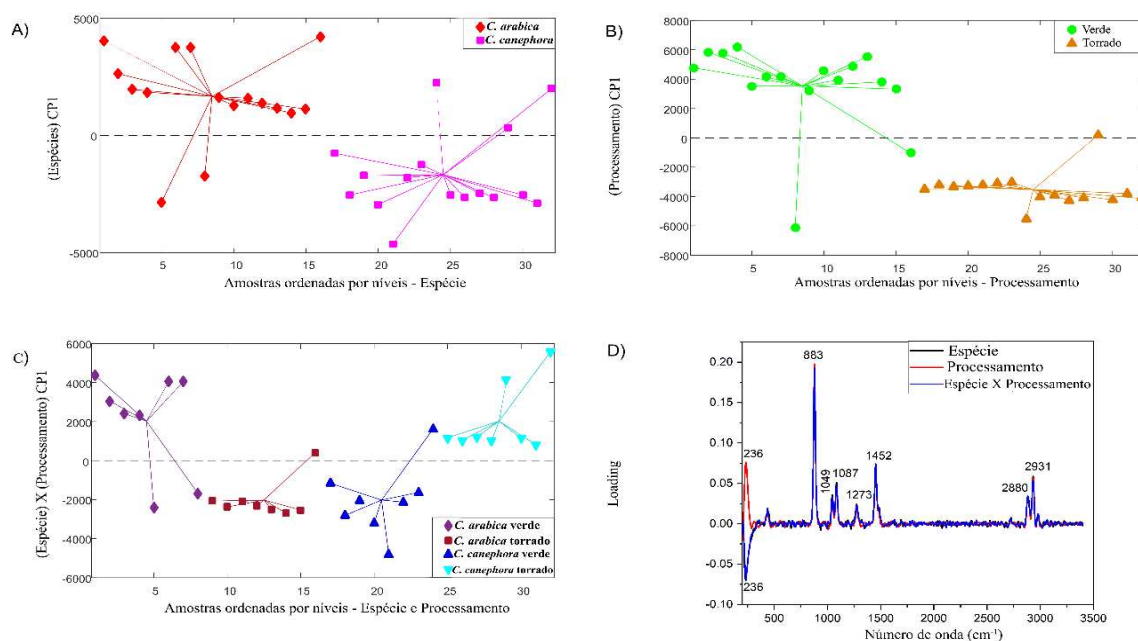 A)
5000
0
-5000
(Espécies) CP1
C. arabica
C. canephora
5 10 15 20 25 30
Amostras ordenadas por níveis - Espécie
B)
8000
6000
4000
2000
0
-2000
-4000
-6000
-8000
(Processamento) CP1
Verde
Torrado
5 10 15 20 25 30
Amostras ordenadas por níveis - Processamento
C)
6000
4000
2000
0
-2000
-4000
-6000
(Espécie) X (Processamento) CP1
C. arabica verde
C. arabica torrado
C. canephora verde
C. canephora torrado
5 10 15 20 25 30
Amostras ordenadas por níveis - Espécie e Processamento
D)
0.20
0.15
0.10
0.05
0.00
-0.05
-0.10
Loading
Espécie
Processamento
Espécie X Processamento
236
883
1049
1087
1273
1452
2880
2931
236
500 1000 1500 2000 2500 3000 3500
Número de onda (cm⁻¹)